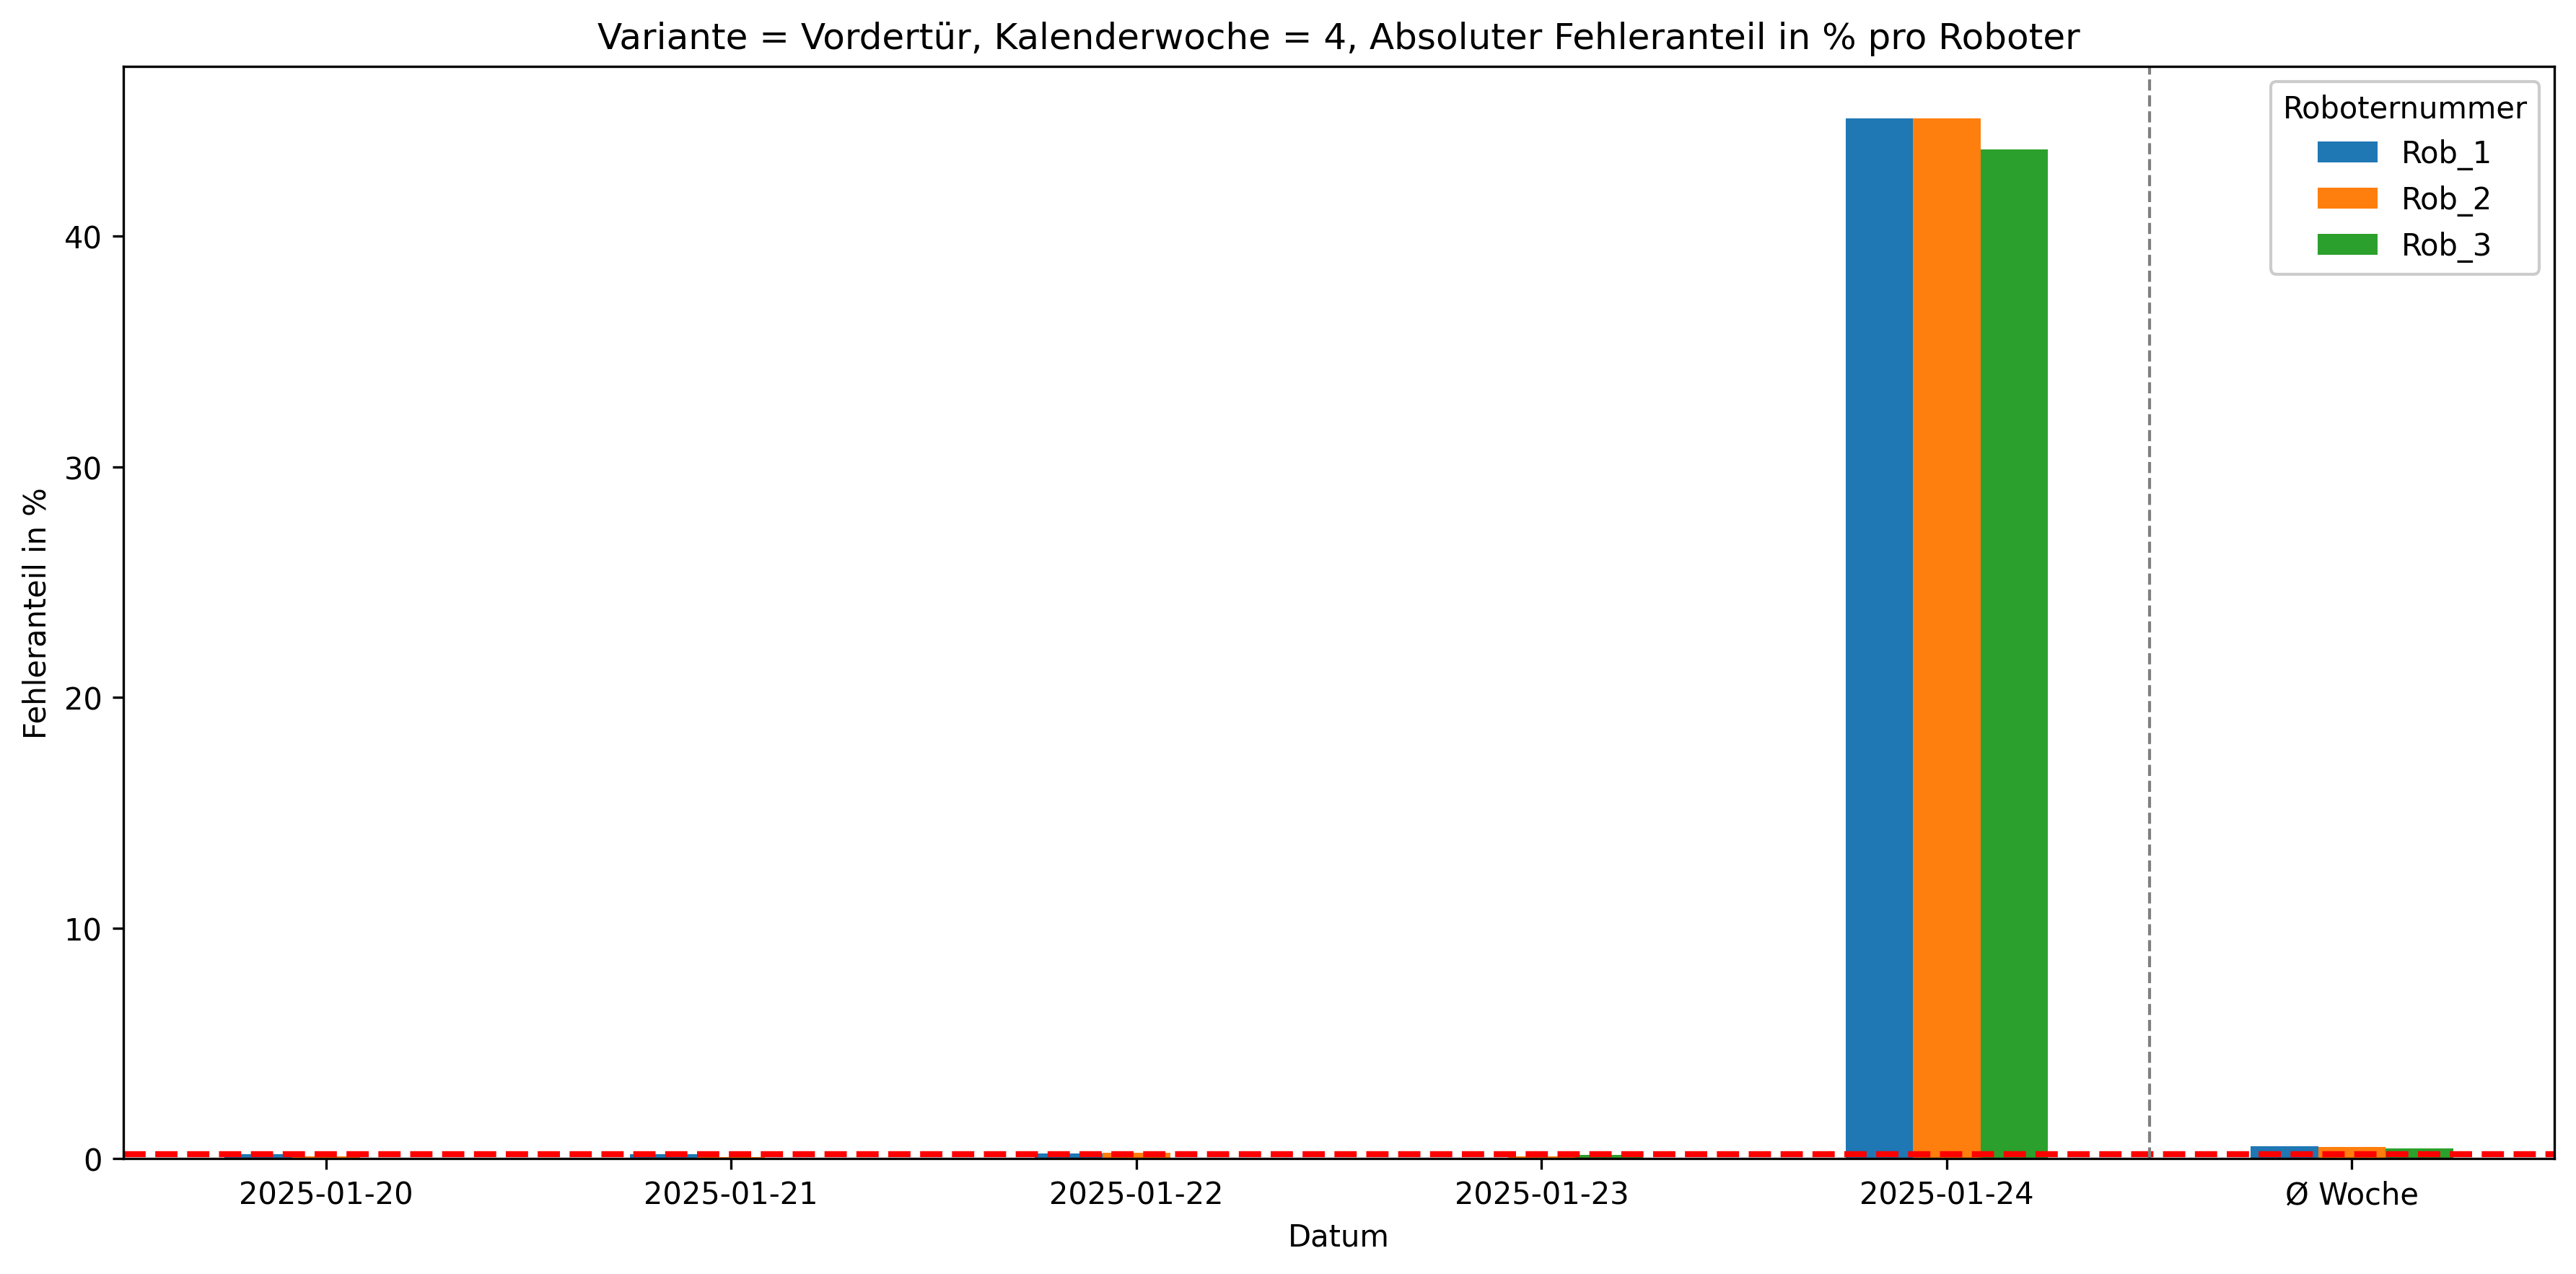 Variante = Vordertür, Kalenderwoche = 4, Absoluter Fehleranteil in % pro Roboter
Roboternummer
Rob_1
Rob_2
Rob_3
Fehleranteil in %
40
30
20
10
0
2025-01-20
2025-01-21
2025-01-22
2025-01-23
2025-01-24
Ø Woche
Datum